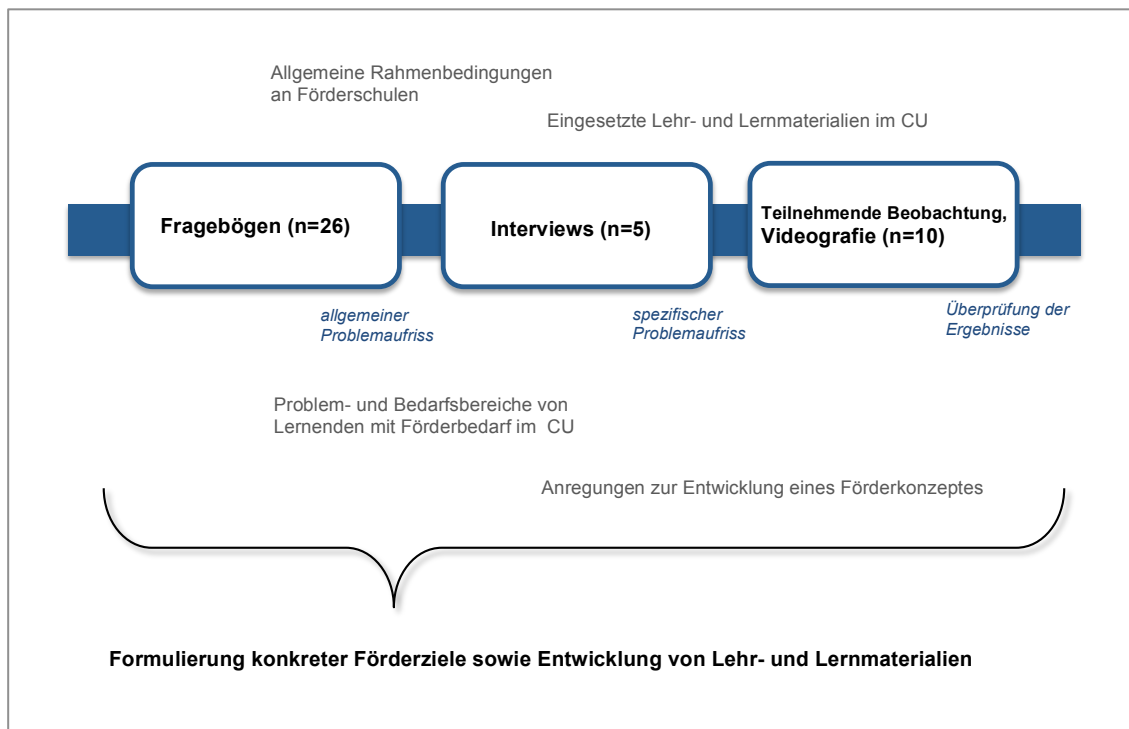 Allgemeine Rahmenbedingungen
an Förderschulen
Eingesetzte Lehr- und Lernmaterialien im CU
Fragebögen (n=26)
Interviews (n=5)
Teilnehmende Beobachtung,
Videografie (n=10)
allgemeiner
Problemaufriss
spezifischer
Problemaufriss
Überprüfung der
Ergebnisse
Problem- und Bedarfsbereiche von
Lernenden mit Förderbedarf im CU
Anregungen zur Entwicklung eines Förderkonzeptes
Formulierung konkreter Förderziele sowie Entwicklung von Lehr- und Lernmaterialien